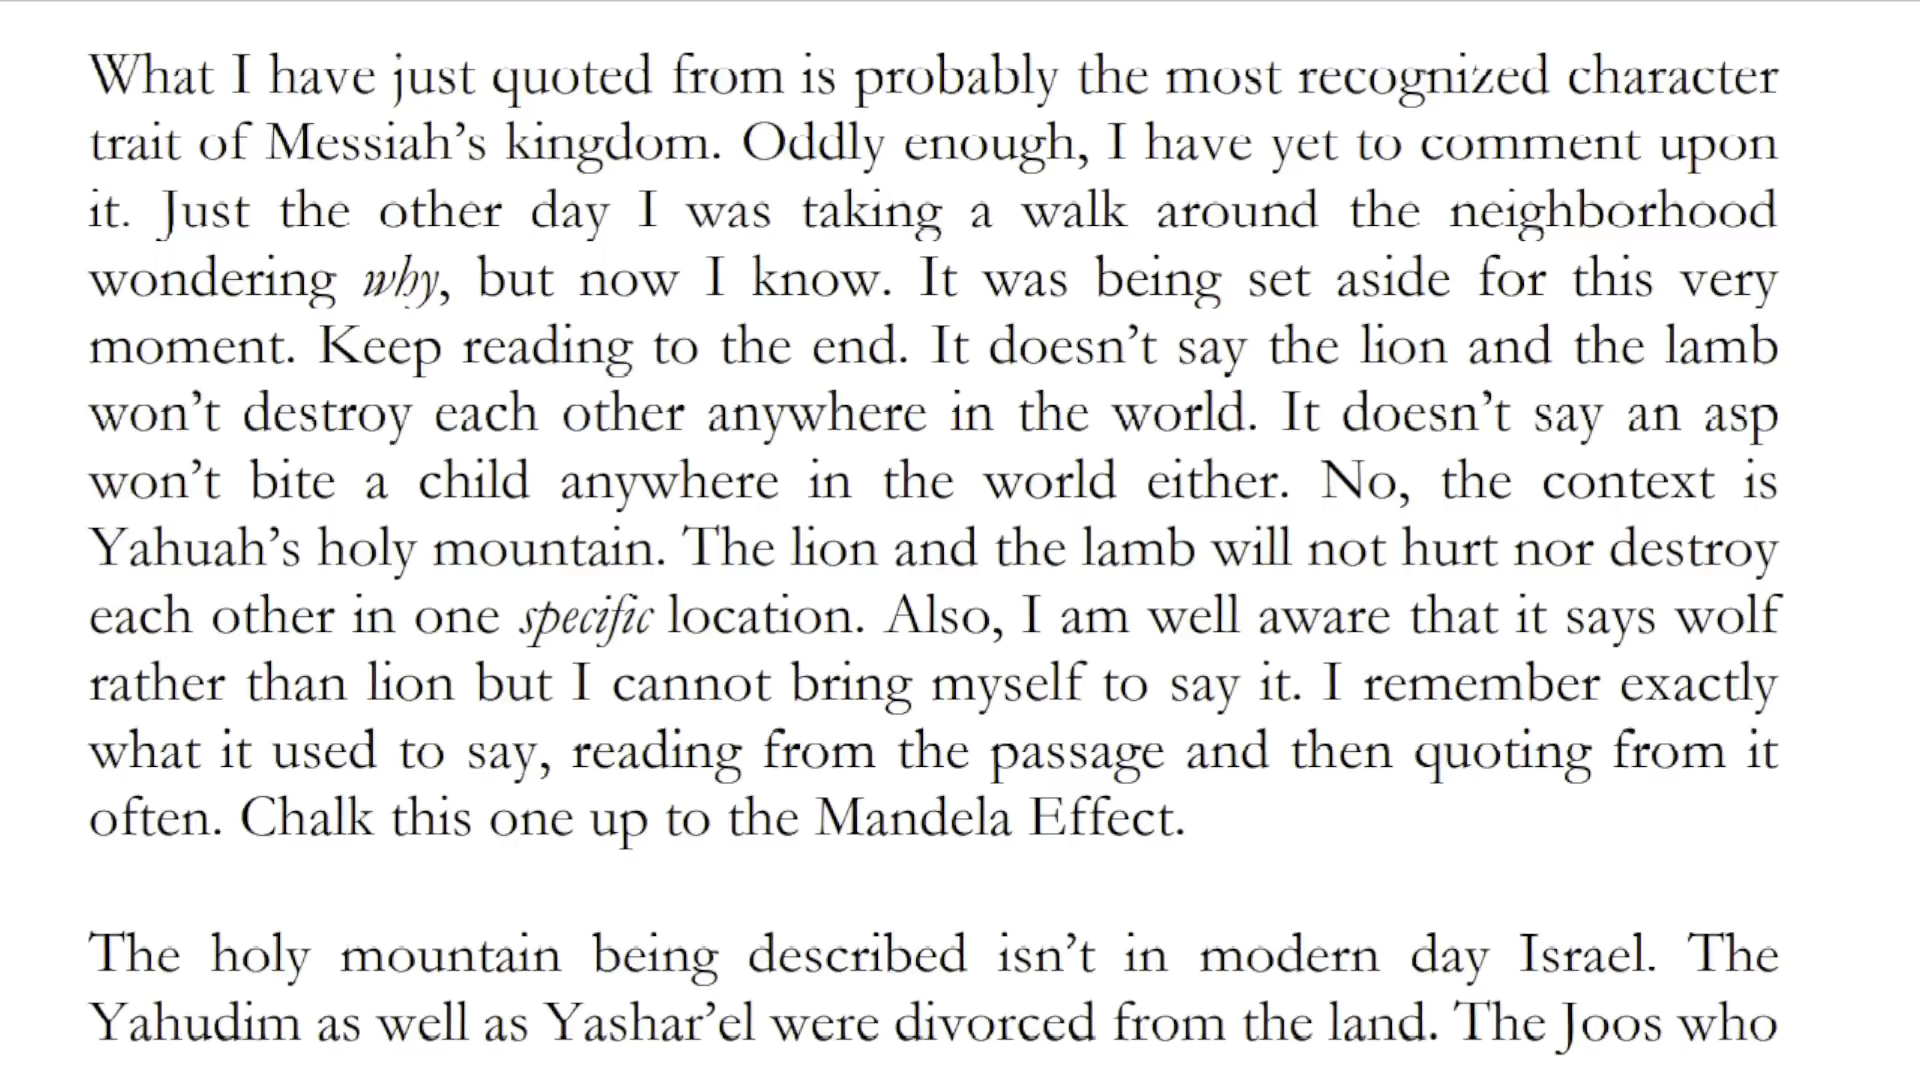 What I have just quoted from is probably the most recognized character
trait of Messiah’s kingdom. Oddly enough, I have yet to comment upon
it. Just the other day I was taking a walk around the neighborhood
wondering why, but now I know. It was being set aside for this very
moment. Keep reading to the end. It doesn’t say the lion and the lamb
won’t destroy each other anywhere in the world. It doesn’t say an asp
won’t bite a child anywhere in the world either. No, the context is
Yahuah’s holy mountain. The lion and the lamb will not hurt nor destroy
each other in one specific location. Also, I am well aware that it says wolf
rather than lion but I cannot bring myself to say it. I remember exactly
what it used to say, reading from the passage and then quoting from it
often. Chalk this one up to the Mandela Effect.
The holy mountain being described isn’t in modern day Israel. The
Yahudim as well as Yashar’el were divorced from the land. The Joos who